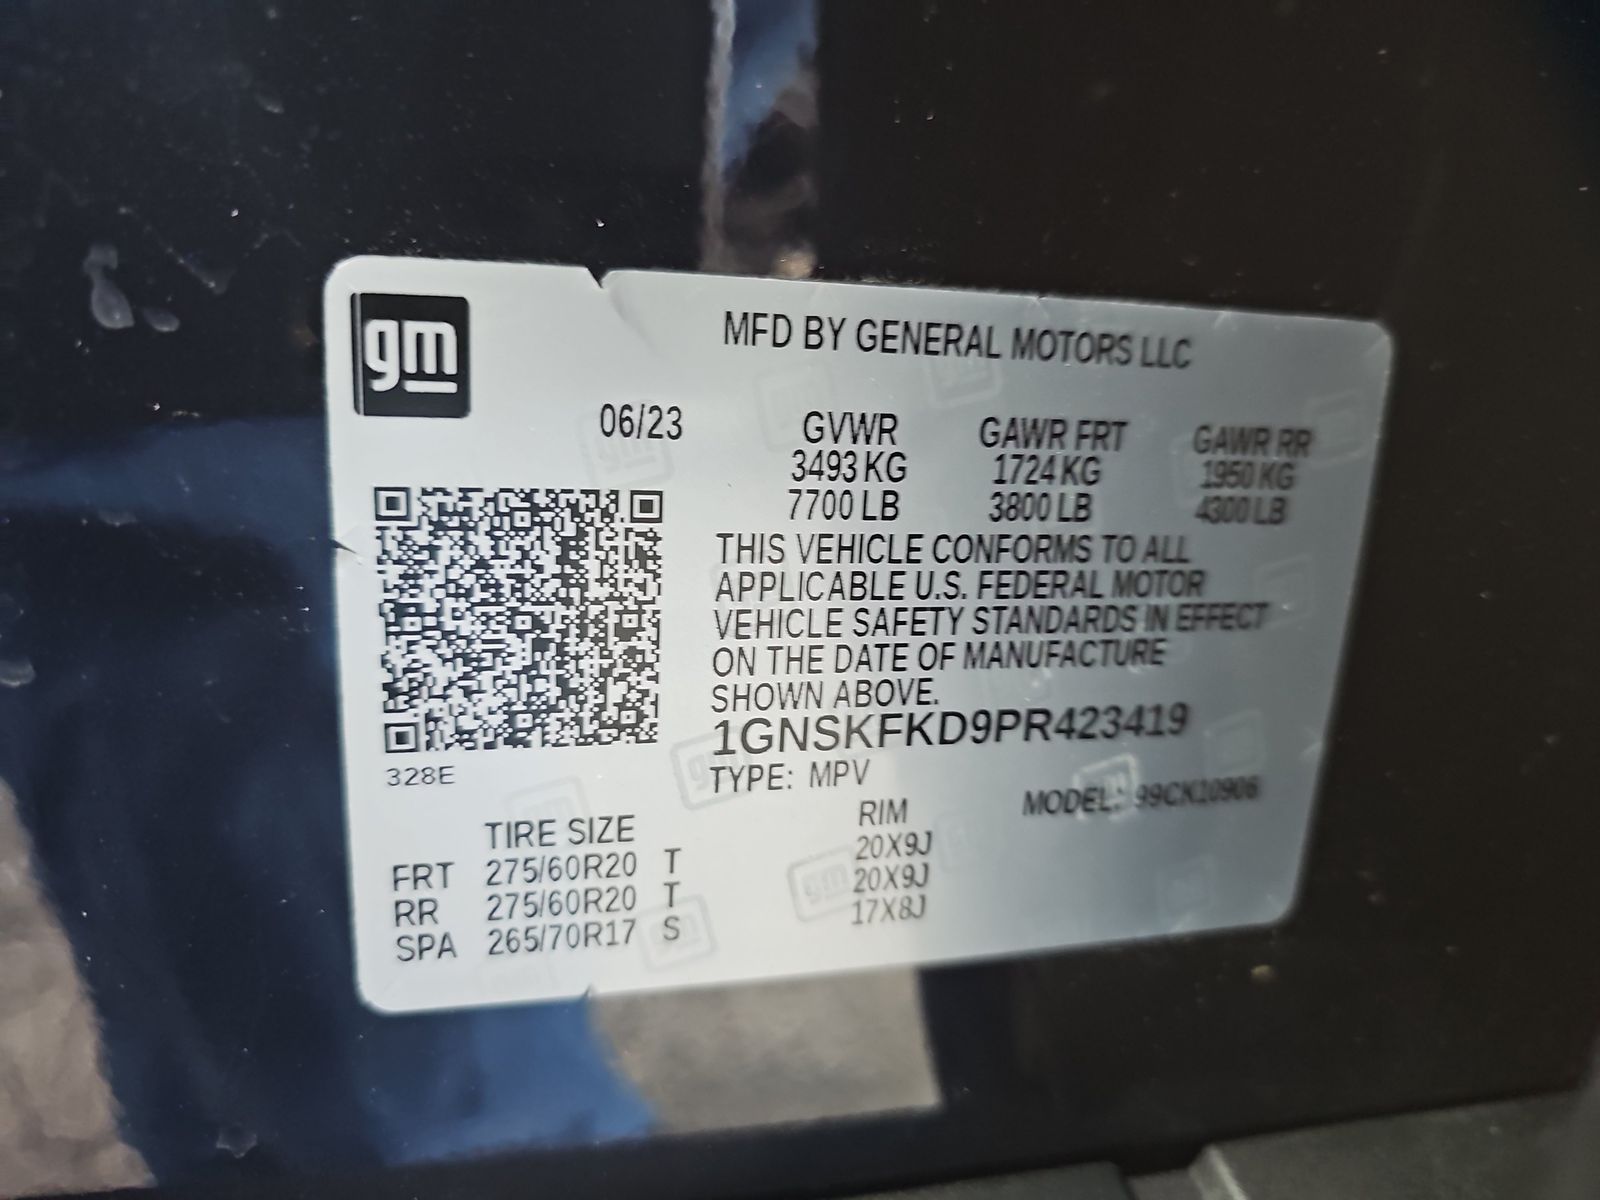 gm
MFD BY GENERAL MOTORS LLC
06/23 GVWR GAWR FRT GAWR RR
3493 KG 1724 KG 1950 KG
7700 LB 3800 LB 4300 LB
THIS VEHICLE CONFORMS TO ALL
APPLICABLE U.S. FEDERAL MOTOR
VEHICLE SAFETY STANDARDS IN EFFECT
ON THE DATE OF MANUFACTURE
SHOWN ABOVE.
1GNSKFKD9PR423419
328E
TYPE: MPV
MODEL: 99CK10906
TIRE SIZE RIM
FRT 275/60R20 T 20X9J
RR 275/60R20 T 20X9J
SPA 265/70R17 S 17X8J